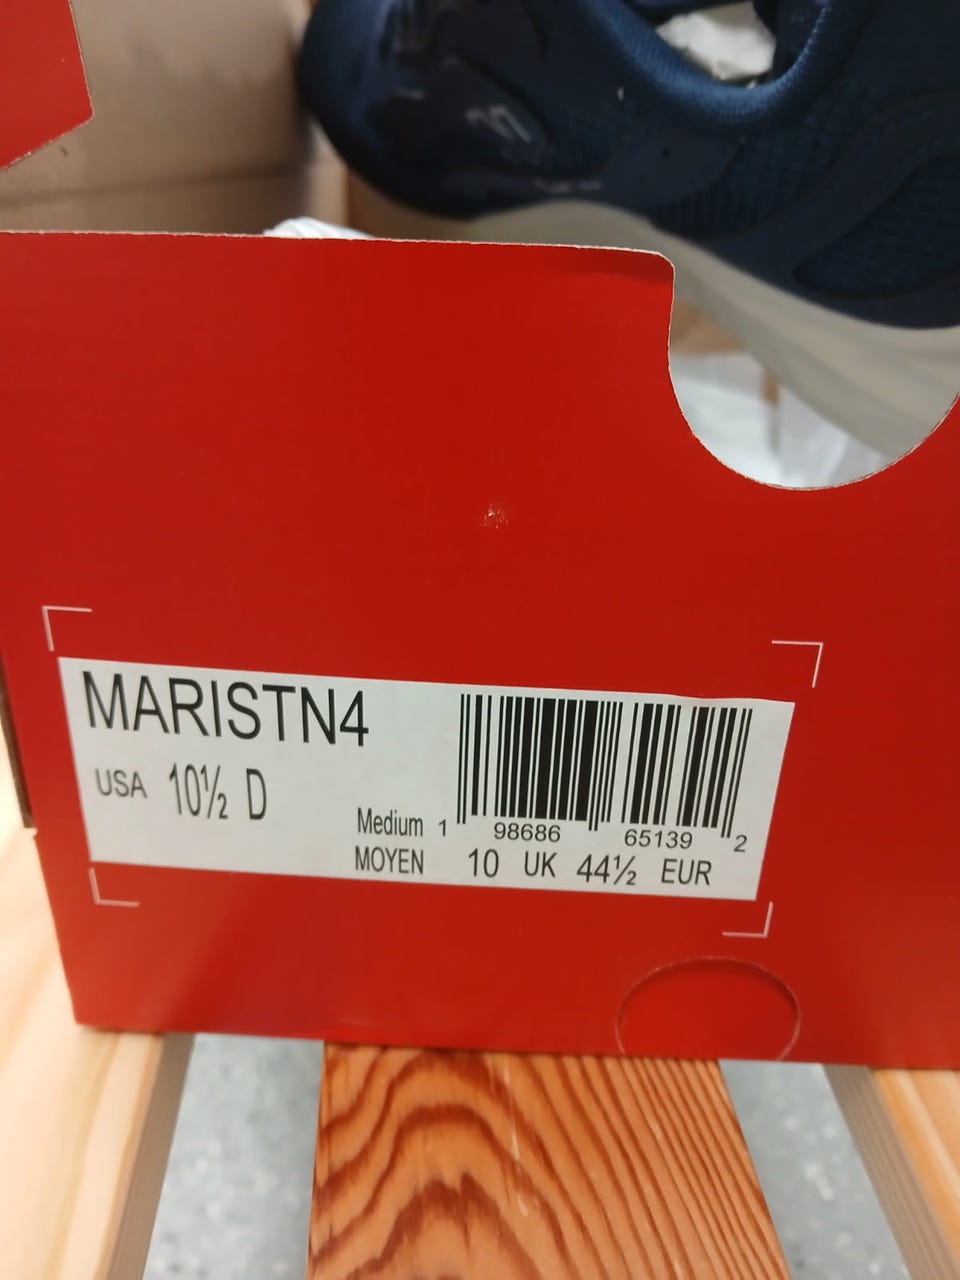 MARISTN4
USA 10½ D
Medium
MOYEN 10 UK 44½ EUR
1 98686 65139 2